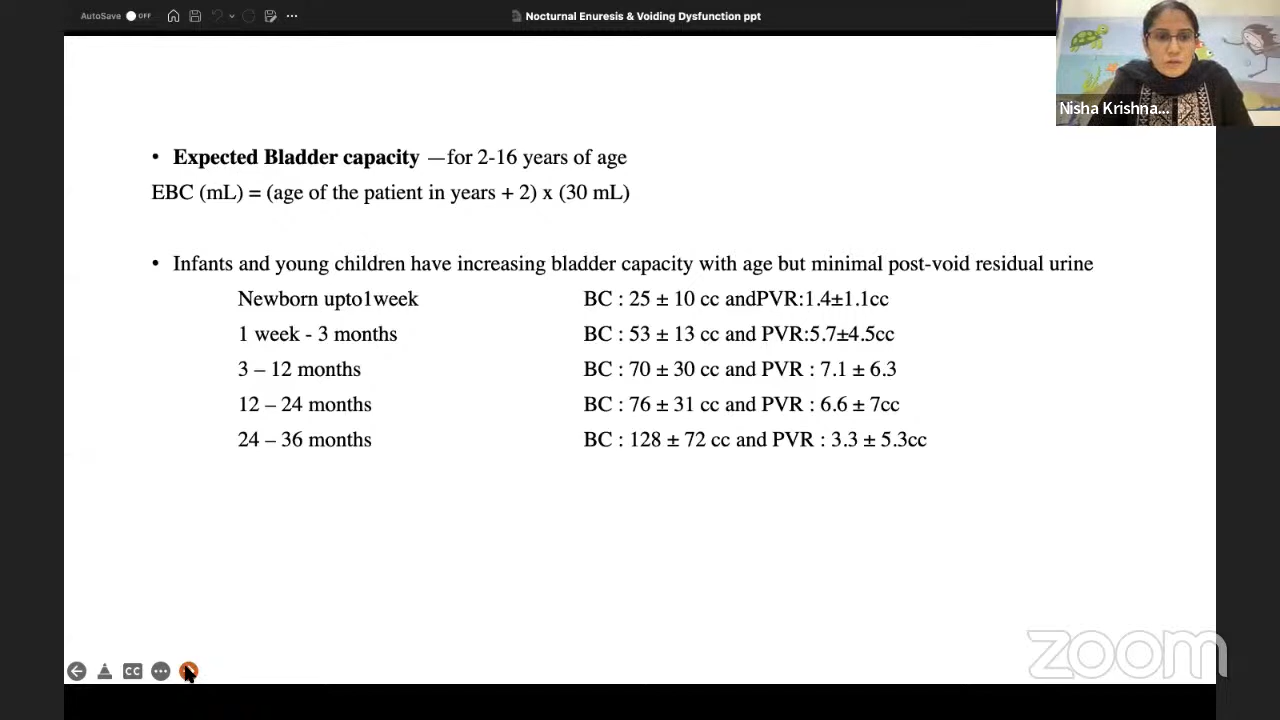 AutoSave OFF
Nocturnal Enuresis & Voiding Dysfunction ppt
Nisha Krishna...
• Expected Bladder capacity —for 2-16 years of age
EBC (mL) = (age of the patient in years + 2) x (30 mL)
• Infants and young children have increasing bladder capacity with age but minimal post-void residual urine
Newborn upto1week BC : 25 ± 10 cc andPVR:1.4±1.1cc
1 week - 3 months BC : 53 ± 13 cc and PVR:5.7±4.5cc
3 – 12 months BC : 70 ± 30 cc and PVR : 7.1 ± 6.3
12 – 24 months BC : 76 ± 31 cc and PVR : 6.6 ± 7cc
24 – 36 months BC : 128 ± 72 cc and PVR : 3.3 ± 5.3cc
CC
zoom